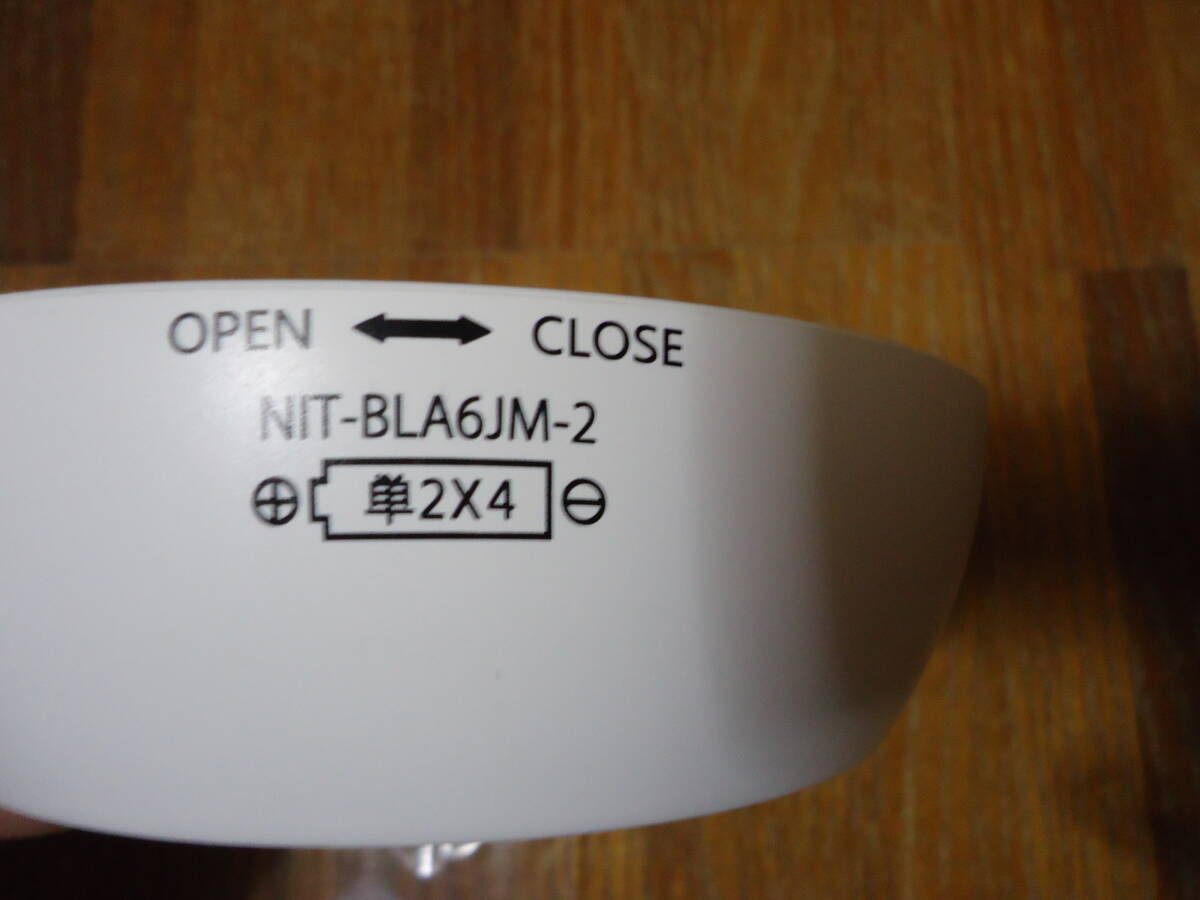 OPEN ↔ CLOSE
NIT-BLA6JM-2
⊕ 単2X4 ⊖